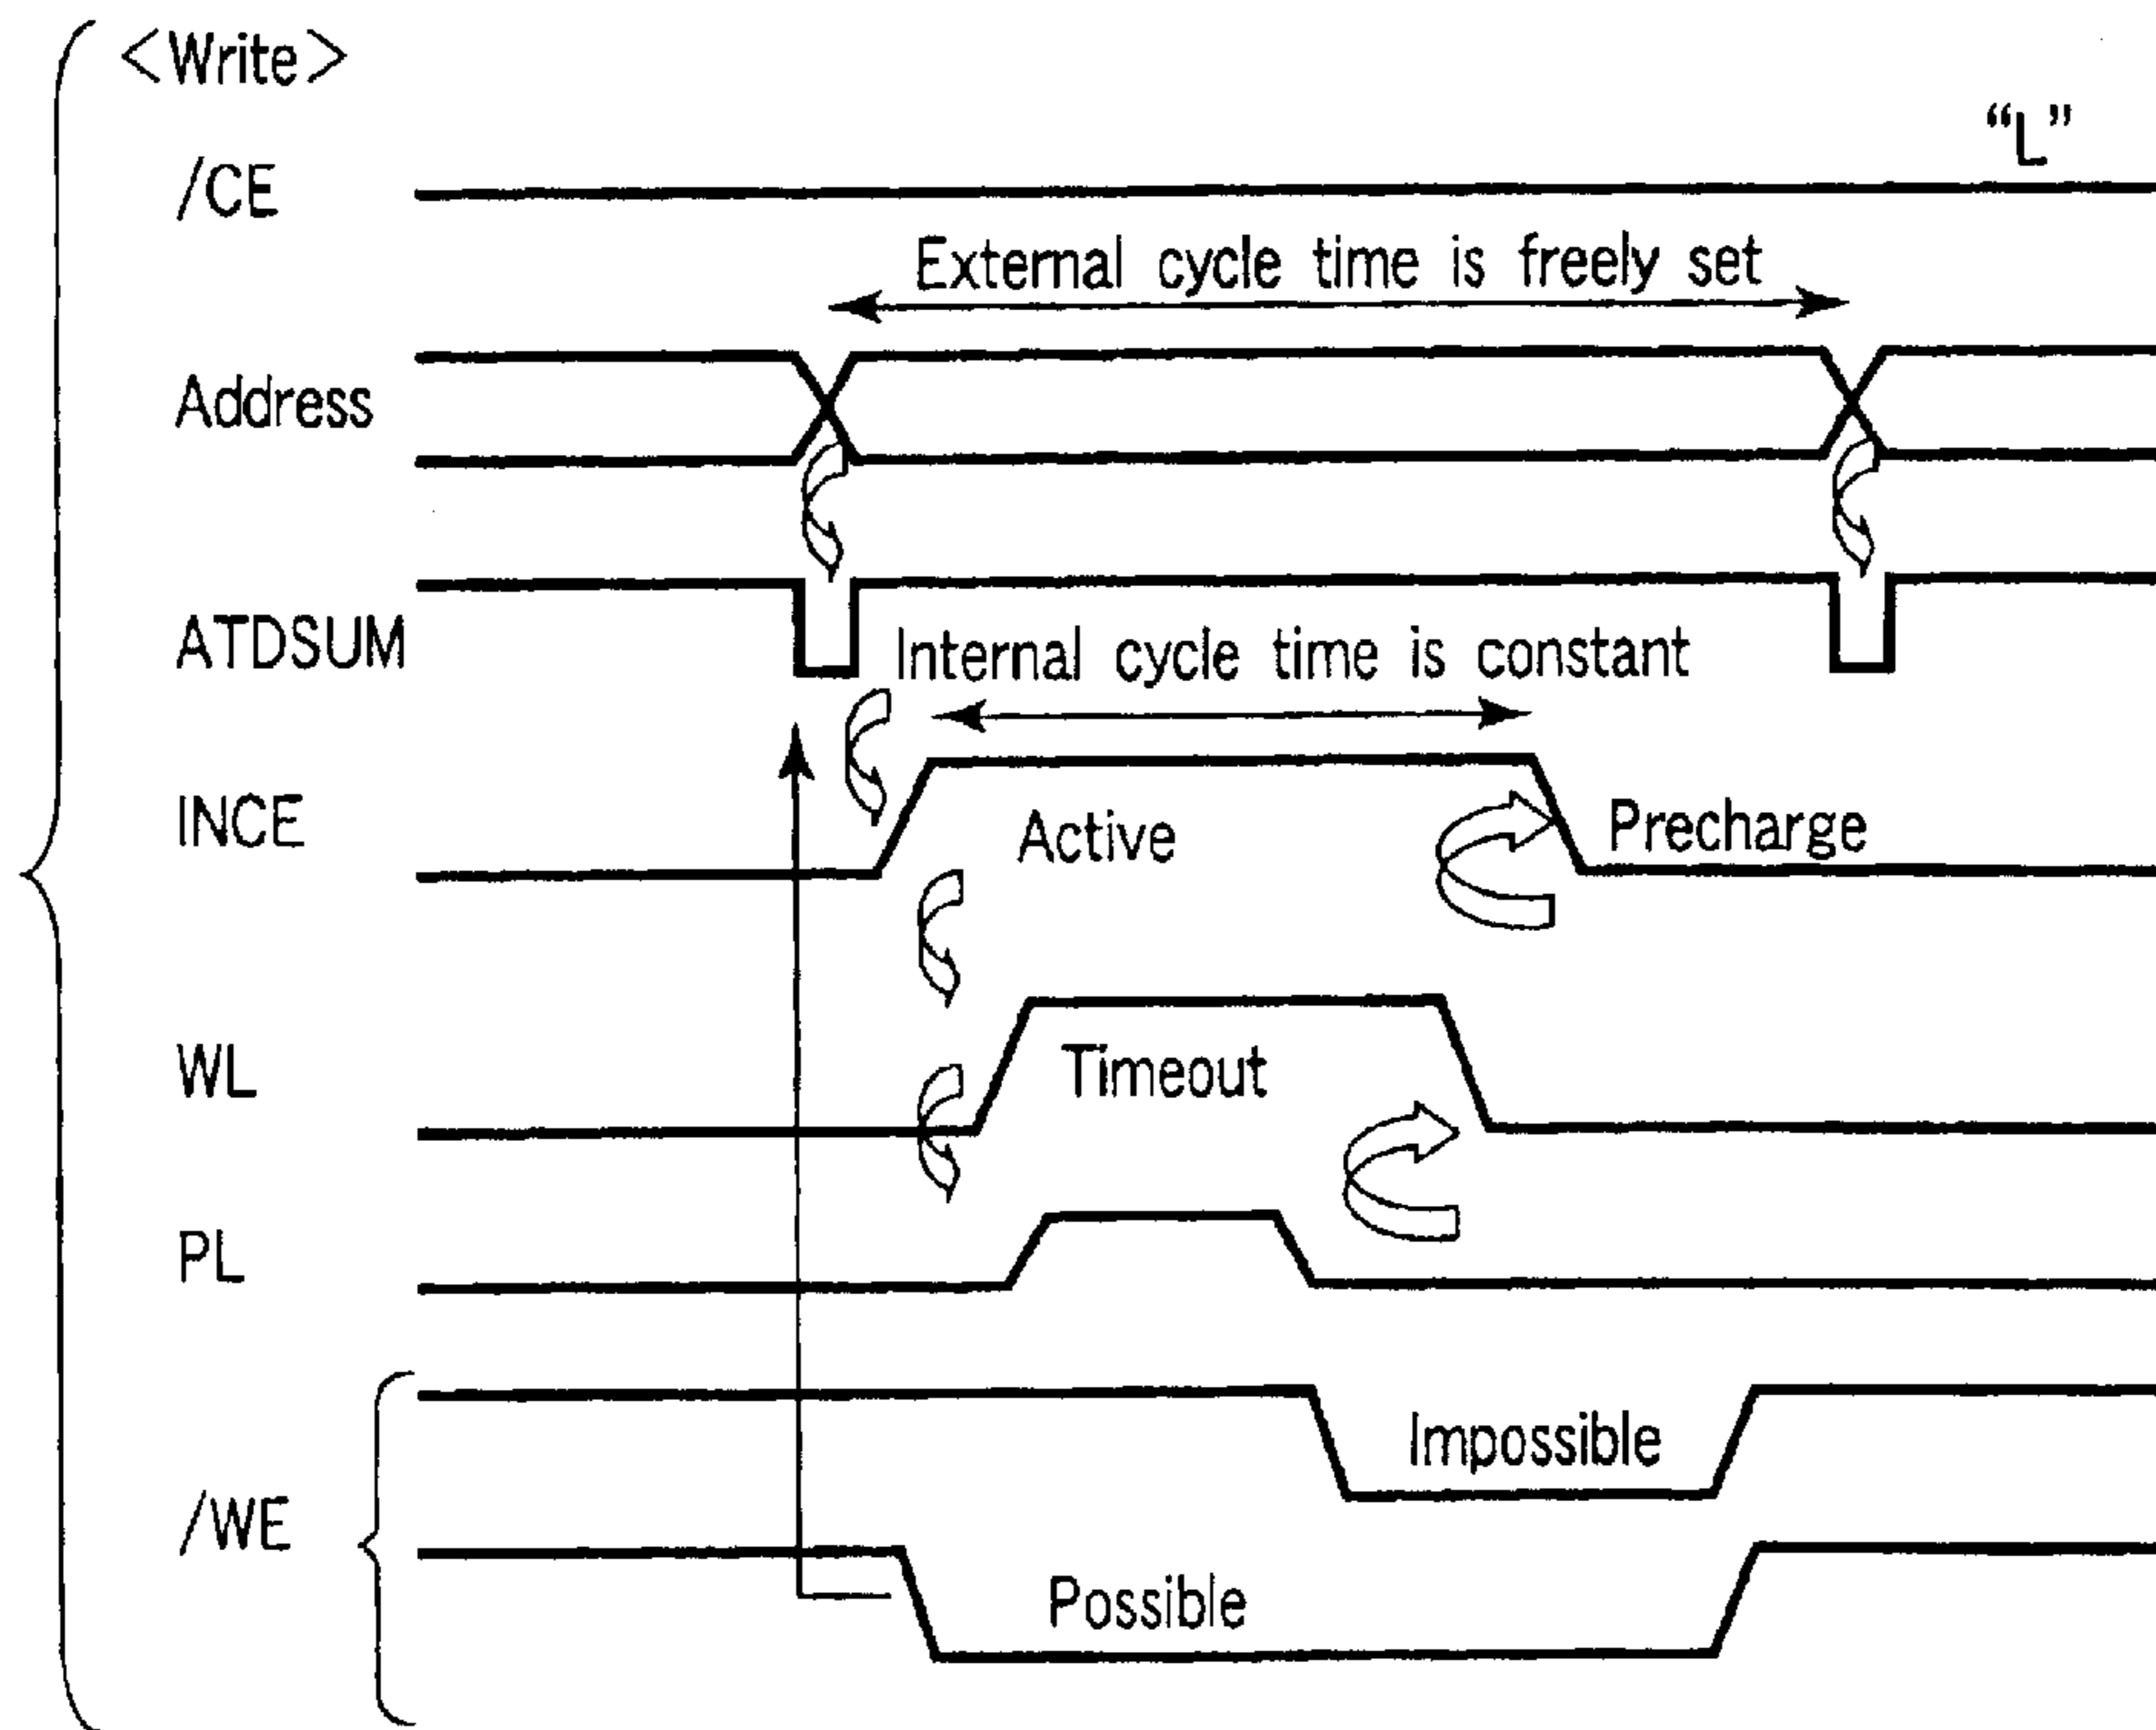 <Write>
“L”
/CE
External cycle time is freely set
Address
ATDSUM
Internal cycle time is constant
INCE
Active
Precharge
WL
Timeout
PL
Impossible
/WE
Possible